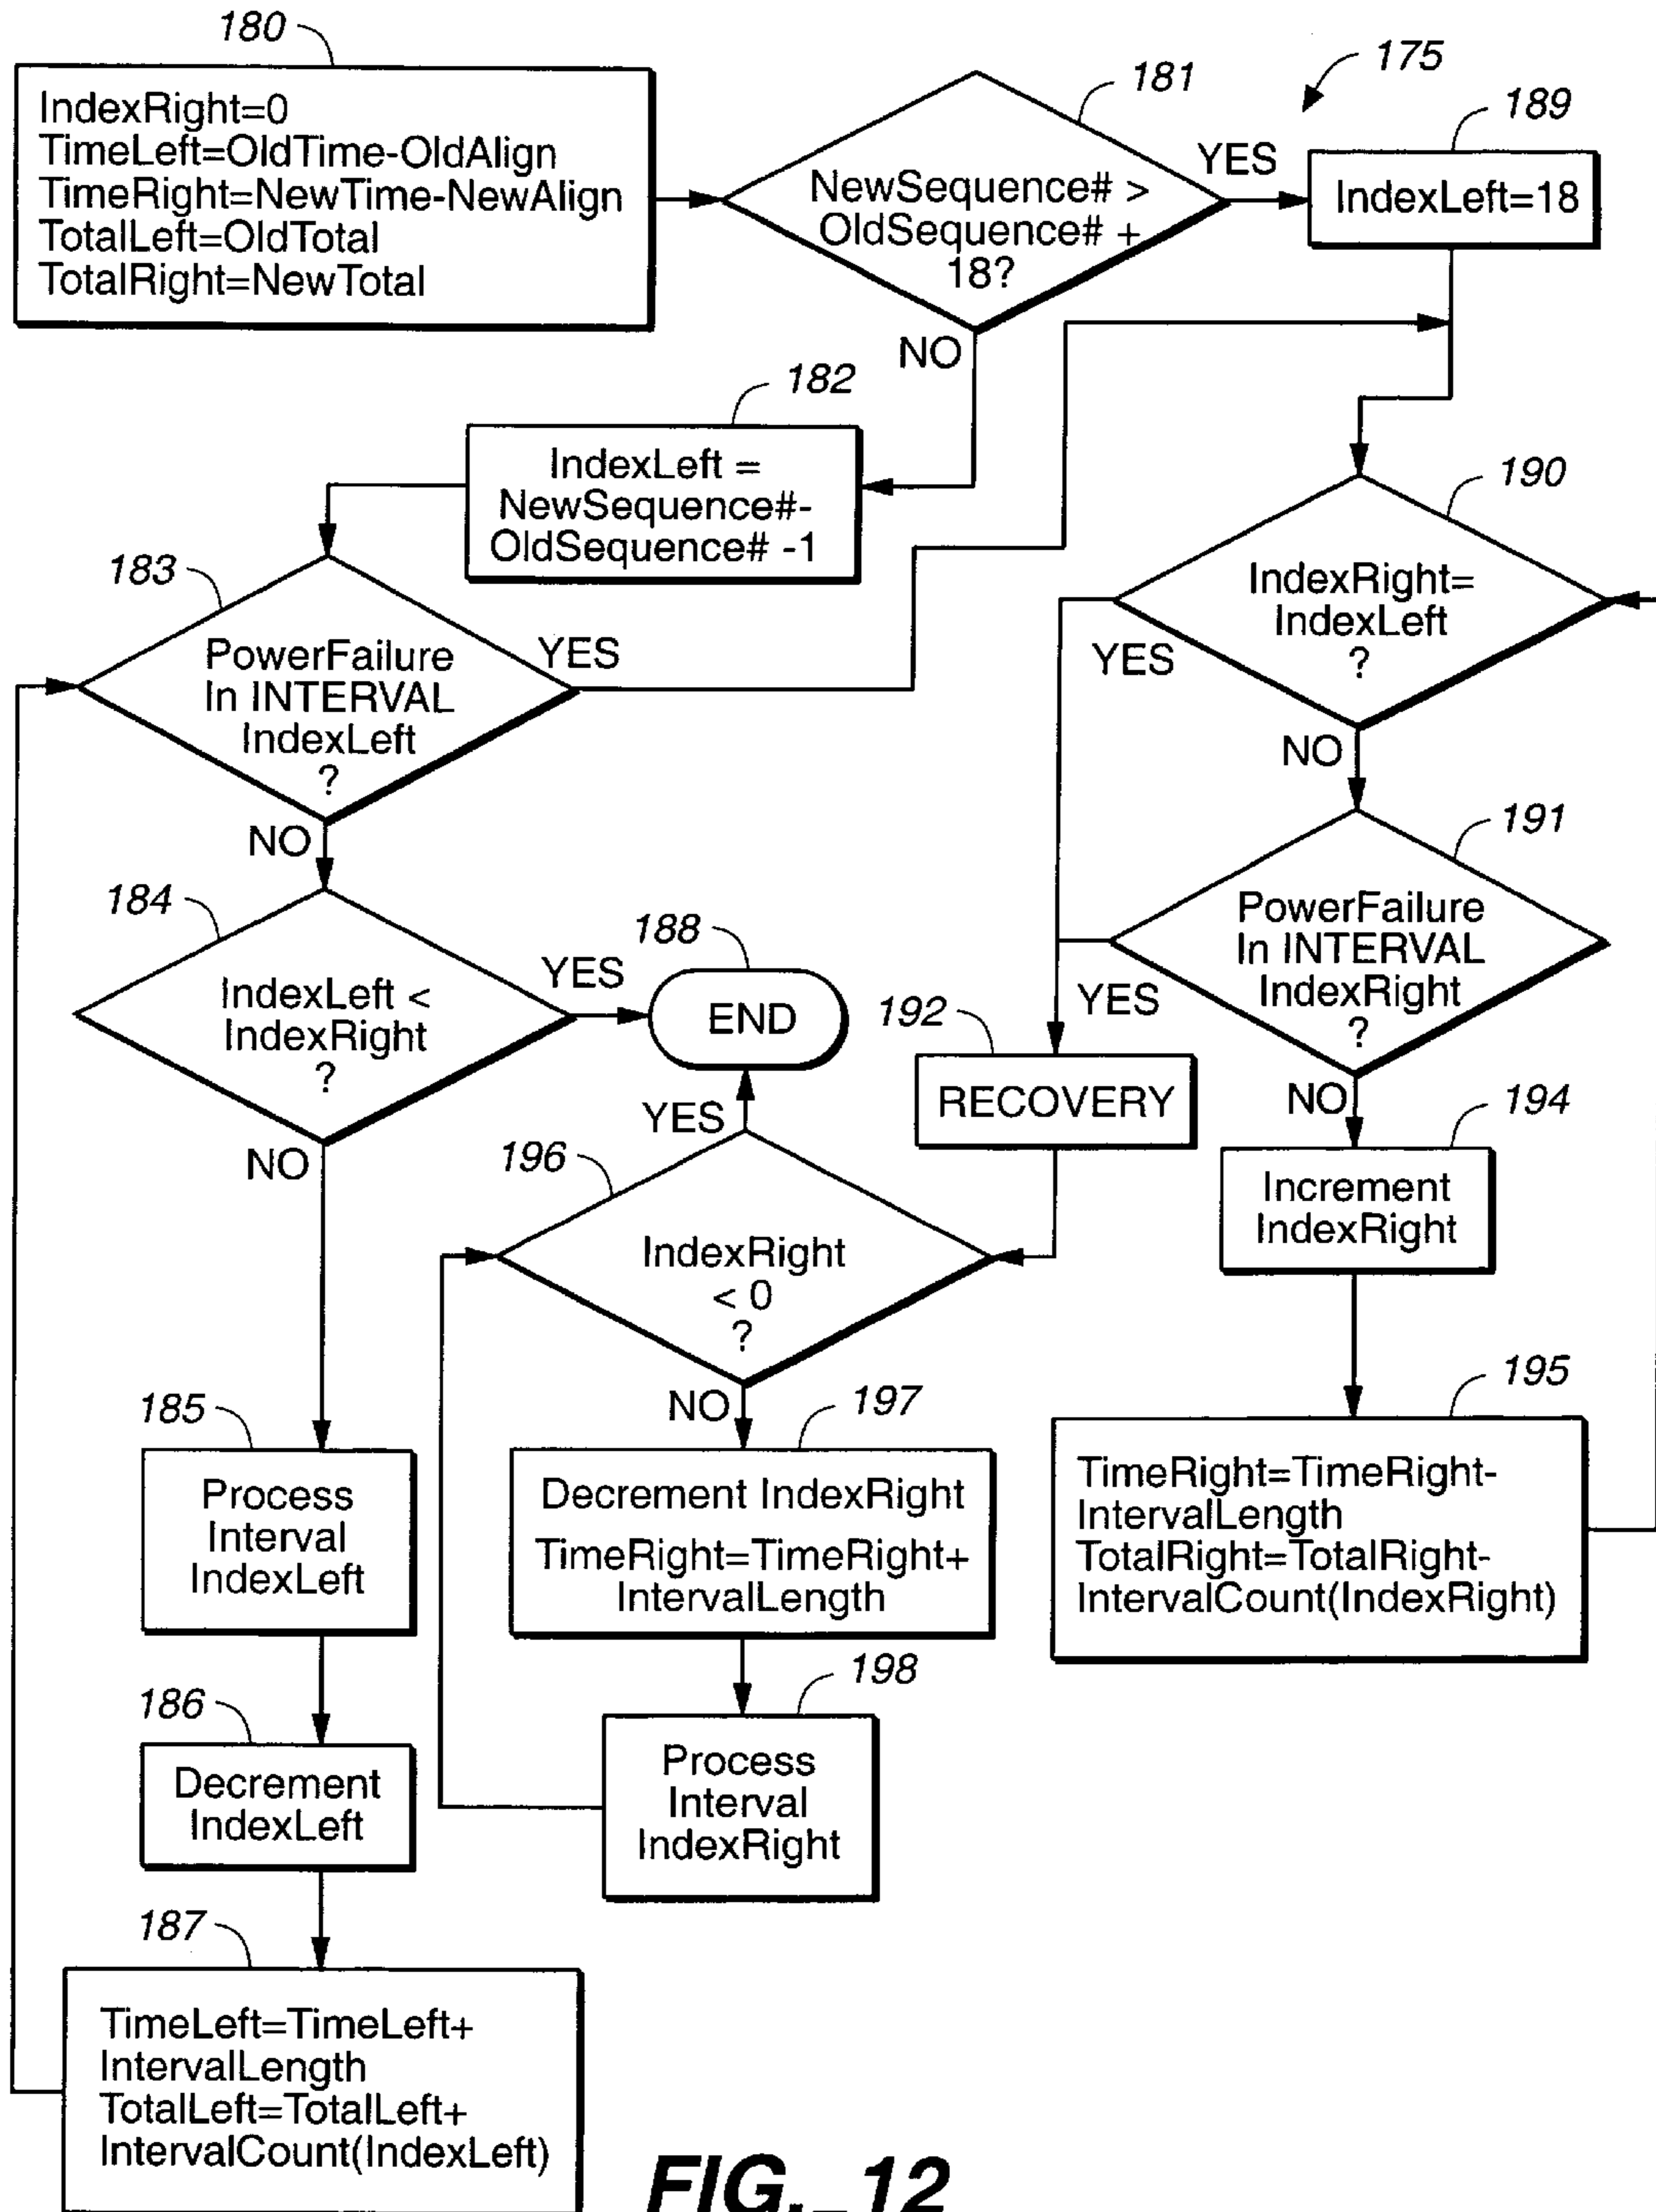 180
IndexRight=0
TimeLeft=OldTime-OldAlign
TimeRight=NewTime-NewAlign
TotalLeft=OldTotal
TotalRight=NewTotal
181
NewSequence# >
OldSequence# +
18?
YES
NO
175
189
IndexLeft=18
182
IndexLeft =
NewSequence#-
OldSequence# -1
183
PowerFailure
In INTERVAL
IndexLeft
?
YES
NO
190
IndexRight=
IndexLeft
?
YES
NO
184
IndexLeft <
IndexRight
?
YES
NO
188
END
191
PowerFailure
In INTERVAL
IndexRight
?
YES
NO
192
RECOVERY
194
Increment
IndexRight
196
IndexRight
< 0
?
YES
NO
185
Process
Interval
IndexLeft
197
Decrement IndexRight
TimeRight=TimeRight+
IntervalLength
195
TimeRight=TimeRight-
IntervalLength
TotalRight=TotalRight-
IntervalCount(IndexRight)
186
Decrement
IndexLeft
198
Process
Interval
IndexRight
187
TimeLeft=TimeLeft+
IntervalLength
TotalLeft=TotalLeft+
IntervalCount(IndexLeft)
FIG._12